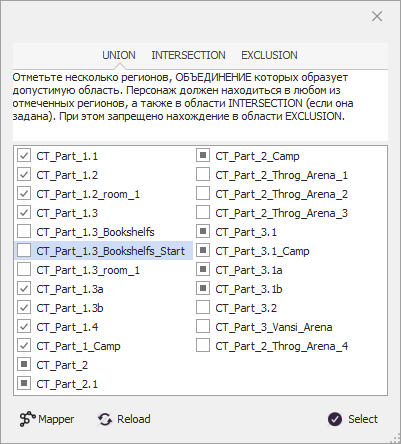 UNION INTERSECTION EXCLUSION
Отметьте несколько регионов, ОБЪЕДИНЕНИЕ которых образует
допустимую область. Персонаж должен находиться в любом из
отмеченных регионов, а также в области INTERSECTION (если она
задана). При этом запрещено нахождение в области EXCLUSION.
CT_Part_1.1
CT_Part_1.2
CT_Part_1.2_room_1
CT_Part_1.3
CT_Part_1.3_Bookshelfs
CT_Part_1.3_Bookshelfs_Start
CT_Part_1.3_room_1
CT_Part_1.3a
CT_Part_1.3b
CT_Part_1.4
CT_Part_1_Camp
CT_Part_2
CT_Part_2.1
CT_Part_2_Camp
CT_Part_2_Throg_Arena_1
CT_Part_2_Throg_Arena_2
CT_Part_2_Throg_Arena_3
CT_Part_3.1
CT_Part_3.1_Camp
CT_Part_3.1a
CT_Part_3.1b
CT_Part_3.2
CT_Part_3_Vansi_Arena
CT_Part_2_Throg_Arena_4
Mapper Reload Select